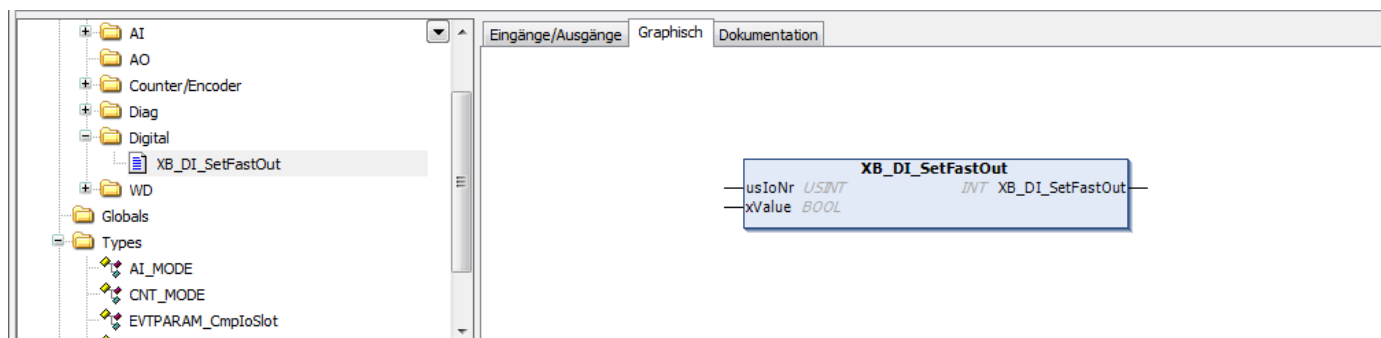 AI
AO
Counter/Encoder
Diag
Digital
XB_DI_SetFastOut
WD
Globals
Types
AI_MODE
CNT_MODE
EVTPARAM_CmpIoSlot
Eingänge/Ausgänge Graphisch Dokumentation
XB_DI_SetFastOut
usIoNr USINT INT XB_DI_SetFastOut
xValue BOOL